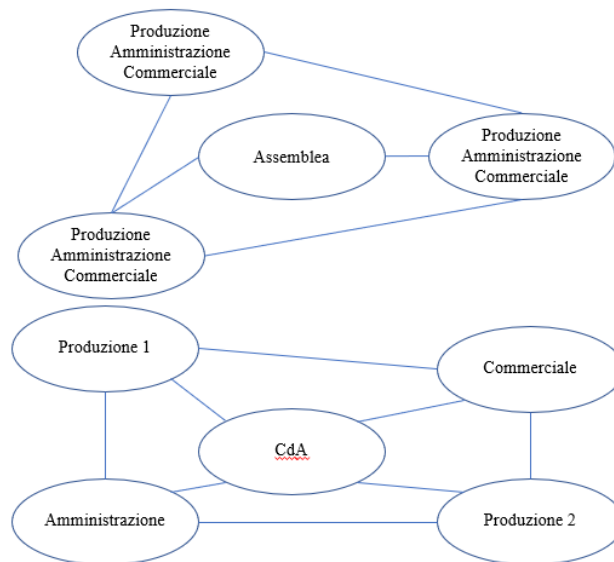 Produzione
Amministrazione
Commerciale
Assemblea
Produzione
Amministrazione
Commerciale
Produzione
Amministrazione
Commerciale
Produzione 1
Commerciale
CdA
Amministrazione
Produzione 2